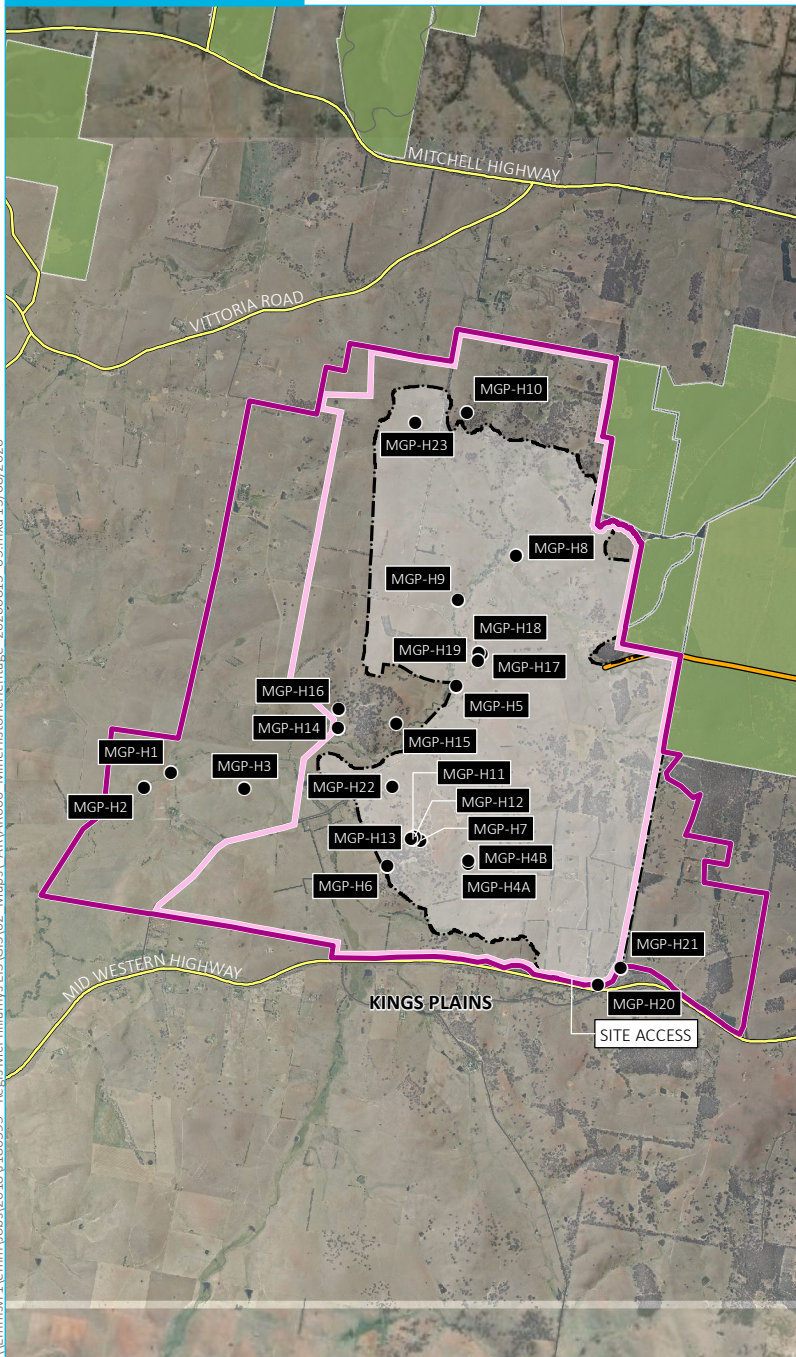 MITCHELL HIGHWAY
VITTORIA ROAD
MGP-H10
MGP-H23
MGP-H8
MGP-H9
MGP-H18
MGP-H19
MGP-H17
MGP-H16
MGP-H5
MGP-H14
MGP-H15
MGP-H1
MGP-H3
MGP-H11
MGP-H2
MGP-H22
MGP-H12
MGP-H13
MGP-H7
MGP-H4B
MGP-H6
MGP-H4A
MGP-H21
MID WESTERN HIGHWAY
KINGS PLAINS
MGP-H20
SITE ACCESS